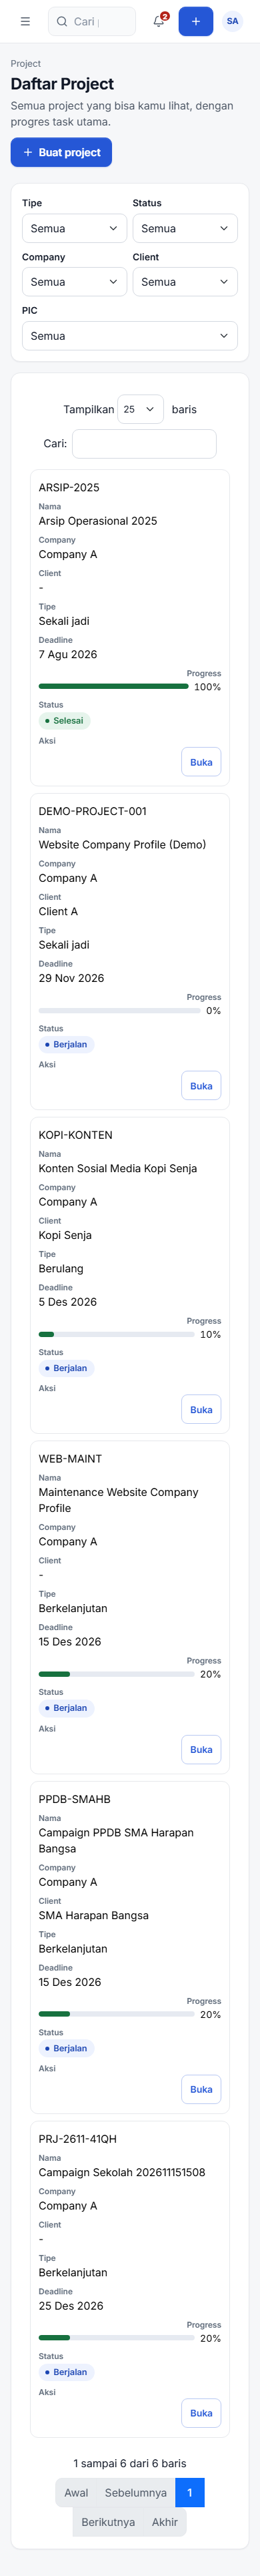 Cari p
2
SA
Project
Daftar Project
Semua project yang bisa kamu lihat, dengan
progres task utama.
Buat project
Tipe Status
Semua Semua
Company Client
Semua Semua
PIC
Semua
Tampilkan 25 baris
Cari:
ARSIP-2025
Nama
Arsip Operasional 2025
Company
Company A
Client
-
Tipe
Sekali jadi
Deadline
7 Agu 2026
Progress
100%
Status
Selesai
Aksi
Buka
DEMO-PROJECT-001
Nama
Website Company Profile (Demo)
Company
Company A
Client
Client A
Tipe
Sekali jadi
Deadline
29 Nov 2026
Progress
0%
Status
Berjalan
Aksi
Buka
KOPI-KONTEN
Nama
Konten Sosial Media Kopi Senja
Company
Company A
Client
Kopi Senja
Tipe
Berulang
Deadline
5 Des 2026
Progress
10%
Status
Berjalan
Aksi
Buka
WEB-MAINT
Nama
Maintenance Website Company
Profile
Company
Company A
Client
-
Tipe
Berkelanjutan
Deadline
15 Des 2026
Progress
20%
Status
Berjalan
Aksi
Buka
PPDB-SMAHB
Nama
Campaign PPDB SMA Harapan
Bangsa
Company
Company A
Client
SMA Harapan Bangsa
Tipe
Berkelanjutan
Deadline
15 Des 2026
Progress
20%
Status
Berjalan
Aksi
Buka
PRJ-2611-41QH
Nama
Campaign Sekolah 202611151508
Company
Company A
Client
-
Tipe
Berkelanjutan
Deadline
25 Des 2026
Progress
20%
Status
Berjalan
Aksi
Buka
1 sampai 6 dari 6 baris
Awal Sebelumnya 1
Berikutnya Akhir